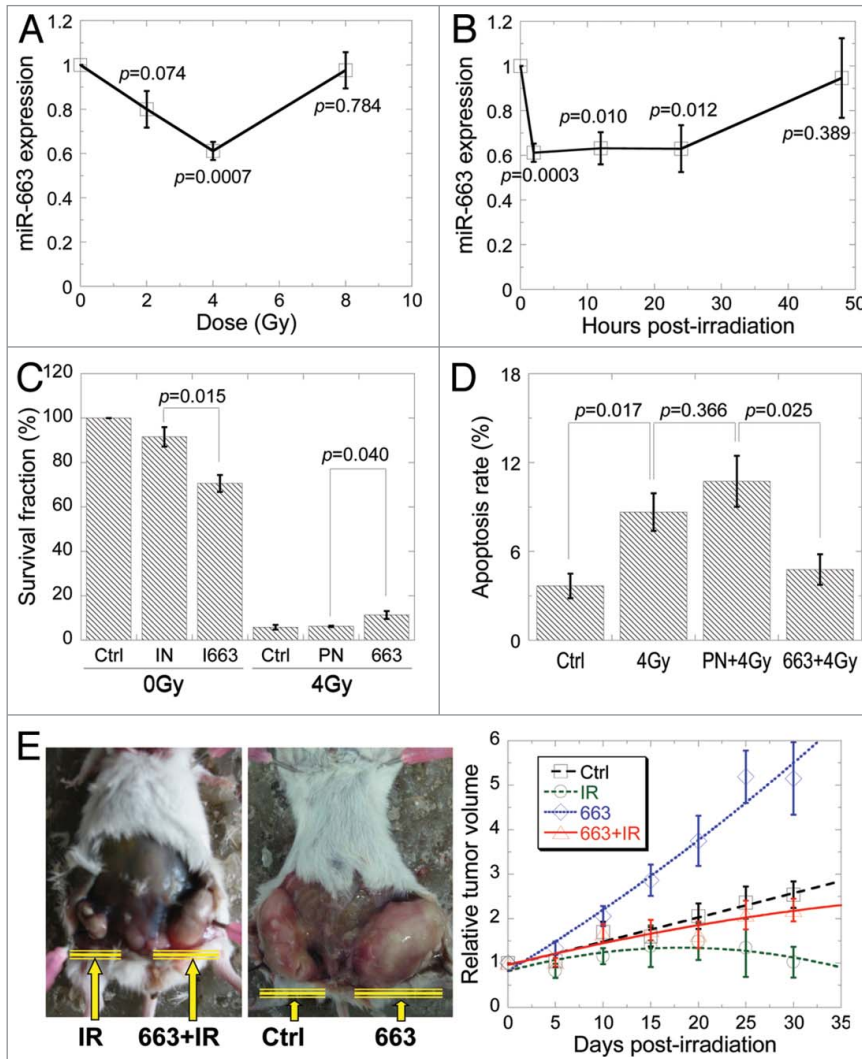 A
miR-663 expression
1.2
1
0.8
0.6
0.4
0.2
0
p=0.074
p=0.0007
p=0.784
0 2 4 6 8 10
Dose (Gy)
B
miR-663 expression
1.2
1
0.8
0.6
0.4
0.2
0
p=0.0003
p=0.010
p=0.012
p=0.389
0 10 20 30 40 50
Hours post-irradiation
C
Survival fraction (%)
120
100
80
60
40
20
0
p=0.015
p=0.040
Ctrl IN I663 Ctrl PN 663
0Gy 4Gy
D
Apoptosis rate (%)
18
12
6
0
p=0.017 p=0.366 p=0.025
Ctrl 4Gy PN+4Gy 663+4Gy
E
IR 663+IR Ctrl 663
Relative tumor volume
6
5
4
3
2
1
0
Ctrl
IR
663
663+IR
0 5 10 15 20 25 30 35
Days post-irradiation